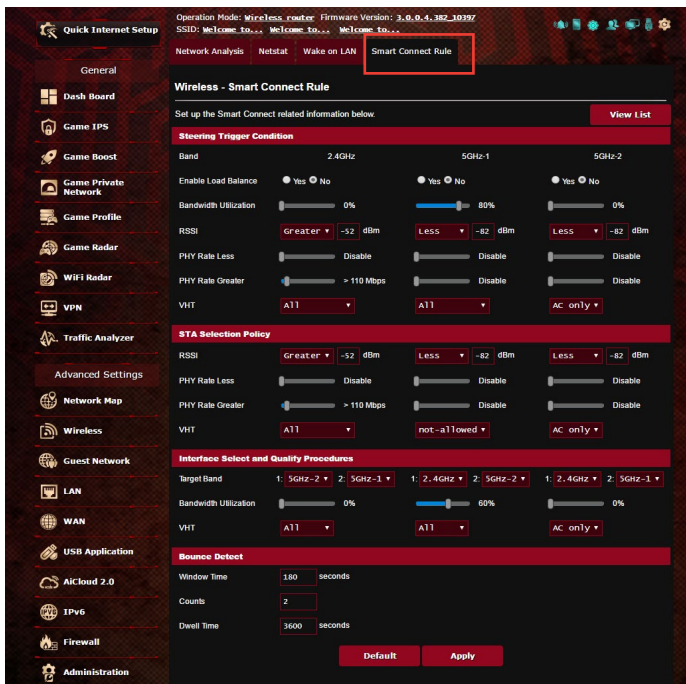 Quick Internet Setup
Operation Mode: Wireless router Firmware Version: 3.0.0.4.382_10397
SSID: Welcome to... Welcome to... Welcome to...
Network Analysis Netstat Wake on LAN Smart Connect Rule
General
Dash Board
Game IPS
Game Boost
Game Private
Network
Game Profile
Game Radar
WiFi Radar
VPN
Traffic Analyzer
Advanced Settings
Network Map
Wireless
Guest Network
LAN
WAN
USB Application
AiCloud 2.0
IPv6
Firewall
Administration
Wireless - Smart Connect Rule
Set up the Smart Connect related information below. View List
Steering Trigger Condition
Band 2.4GHz 5GHz-1 5GHz-2
Enable Load Balance Yes No Yes No Yes No
Bandwidth Utilization 0% 80% 0%
RSSI Greater -52 dBm Less -82 dBm Less -82 dBm
PHY Rate Less Disable Disable Disable
PHY Rate Greater > 110 Mbps Disable Disable
VHT All All AC only
STA Selection Policy
RSSI Greater -52 dBm Less -82 dBm Less -82 dBm
PHY Rate Less Disable Disable Disable
PHY Rate Greater > 110 Mbps Disable Disable
VHT All not-allowed AC only
Interface Select and Qualify Procedures
Target Band 1: 5GHz-2 2: 5GHz-1 1: 2.4GHz 2: 5GHz-2 1: 2.4GHz 2: 5GHz-1
Bandwidth Utilization 0% 60% 0%
VHT All All AC only
Bounce Detect
Window Time 180 seconds
Counts 2
Dwell Time 3600 seconds
Default Apply